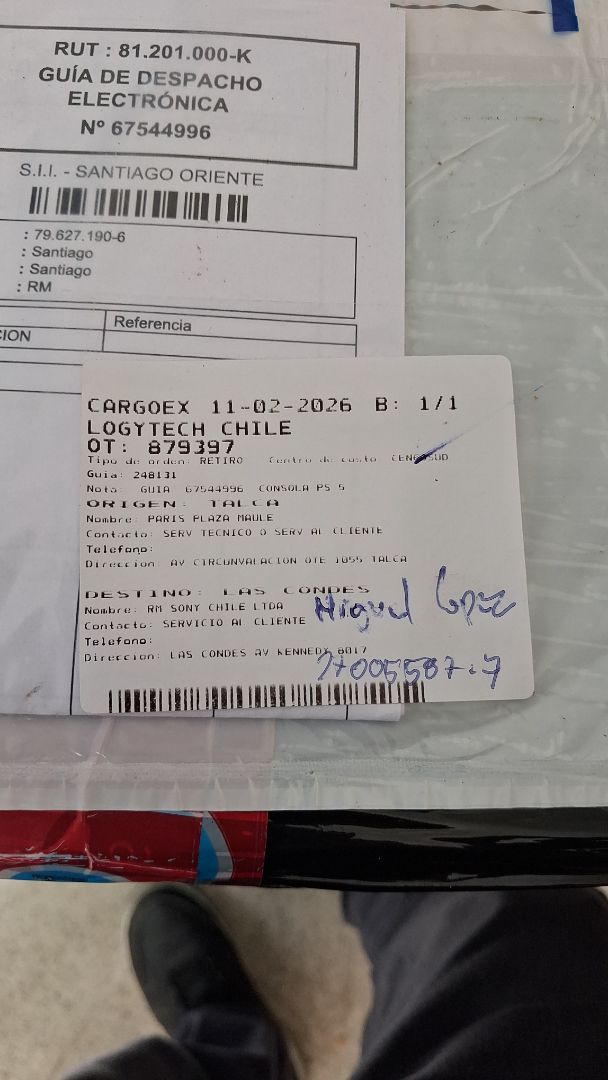 RUT : 81.201.000-K
GUÍA DE DESPACHO
ELECTRÓNICA
Nº 67544996
S.I.I. - SANTIAGO ORIENTE
: 79.627.190-6
: Santiago
: Santiago
: RM
CION
Referencia
CARGOEX 11-02-2026 B: 1/1
LOGYTECH CHILE
OT: 879397
Tipo de orden: RETIRO Centro de costo CENCOSUD
Guia: 248131
Nota: GUIA 67544996 CONSOLA PS 5
ORIGEN: TALCA
Nombre: PARIS PLAZA MAULE
Contacto: SERV TECNICO O SERV AL CLIENTE
Telefono:
Direccion: AV CIRCUNVALACION OTE 1055 TALCA
DESTINO: LAS CONDES
Nombre: RM SONY CHILE LTDA
Miguel Lopez
Contacto: SERVICIO AL CLIENTE
Telefono:
Direccion: LAS CONDES AV KENNEDY